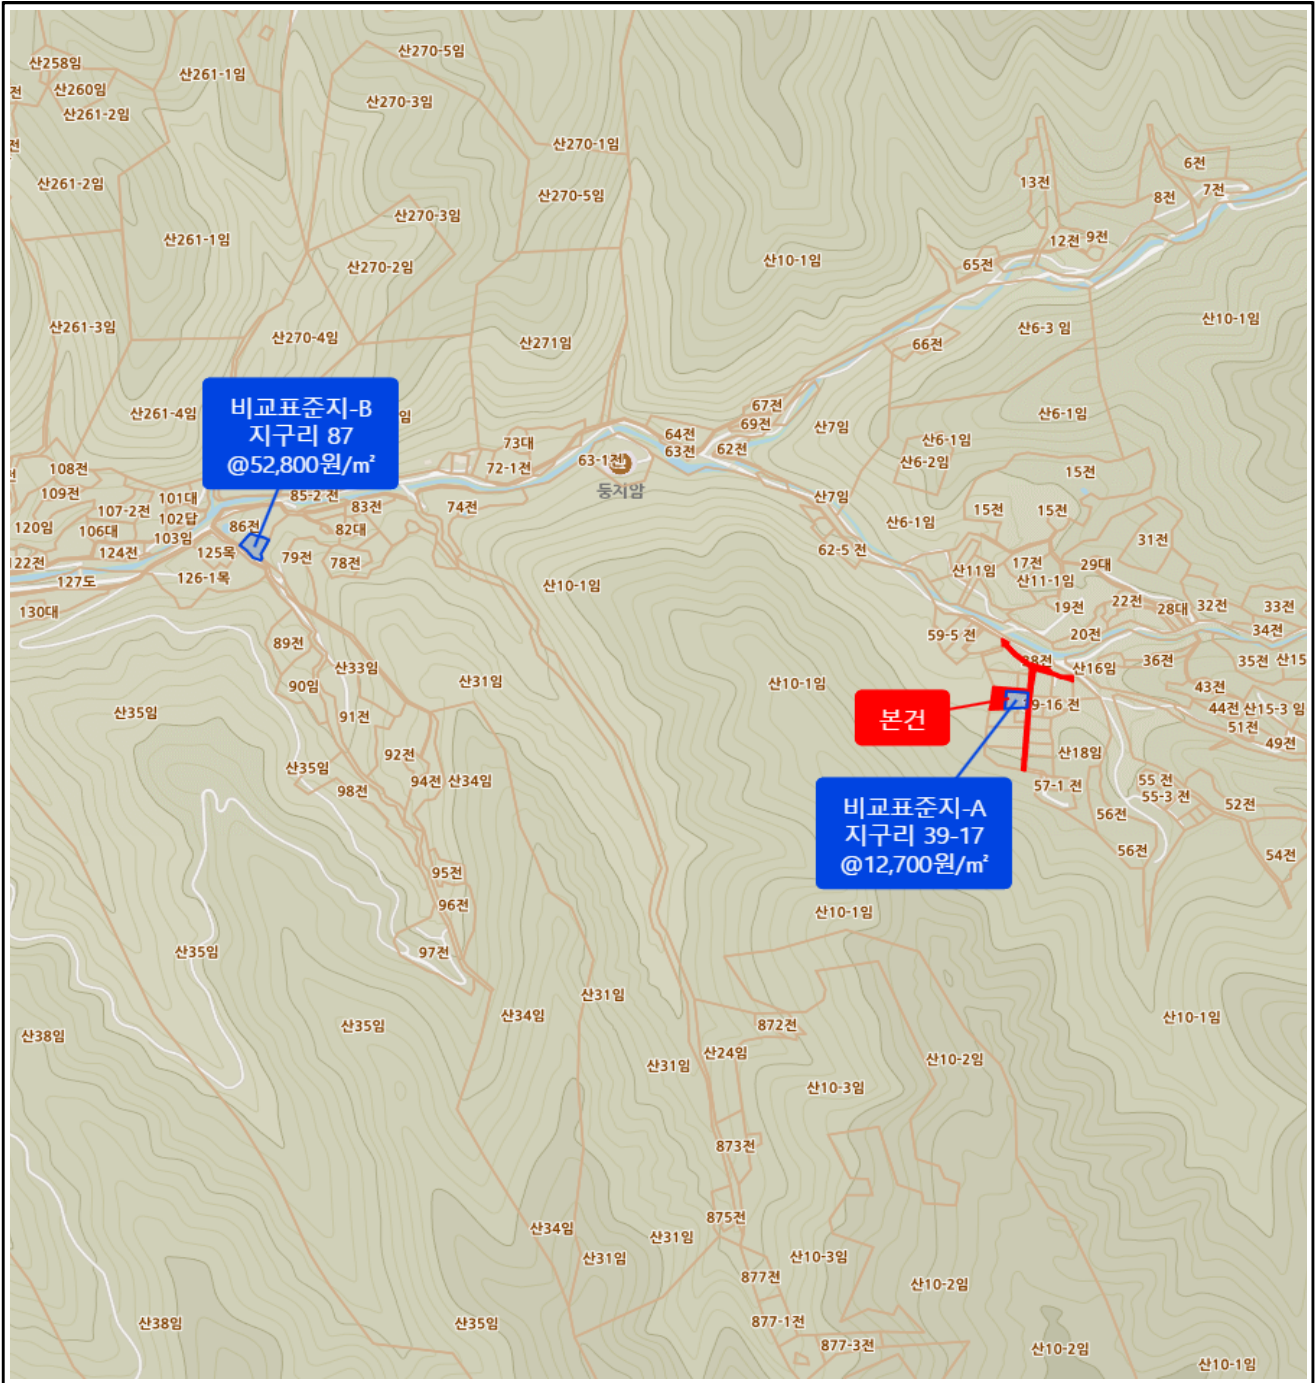 산270-5임
산258임
산261-1임
전
산260임
산270-3임
산261-2임
산270-1임
전
6전
산261-2임
13전
7전
산270-5임
8전
산270-3임
산261-1임
12전
9전
산270-2임
산10-1임
65전
산261-3임
산6-3 임
산10-1임
산270-4임
산271임
66전
비교표준지-B
지구리 87
@52,800원/㎡
산261-4임
임
67전
69전
산6-1임
64전
63전
62전
산7임
산6-1임
73대
63-1전
산6-2임
108전
72-1전
15전
둥지암
109전
101대
85-2 전
산7임
107-2전
83전
74전
15전
15전
102답
산6-1임
120임
106대
86전
82대
103임
31전
122전
124전
125목
79전
78전
62-5 전
17전
29대
산11임
127도
126-1목
산11-1임
산10-1임
22전
130대
19전
28대
32전
33전
59-5 전
20전
34전
89전
38전
산16임
36전
35전
산15
산33임
90임
산31임
산10-1임
43전
본건
39-16 전
44전
산15-3 임
산35임
91전
51전
49전
92전
산18임
산35임
94전
산34임
57-1 전
55 전
98전
55-3 전
52전
비교표준지-A
지구리 39-17
@12,700원/㎡
56전
56전
54전
95전
96전
산10-1임
97전
산35임
산31임
산34임
872전
산10-1임
산38임
산35임
산24임
산10-2임
산31임
산10-3임
873전
875전
산34임
산31임
산31임
산10-3임
877전
산10-2임
산38임
산35임
877-1전
877-3전
산10-2임
산10-1임